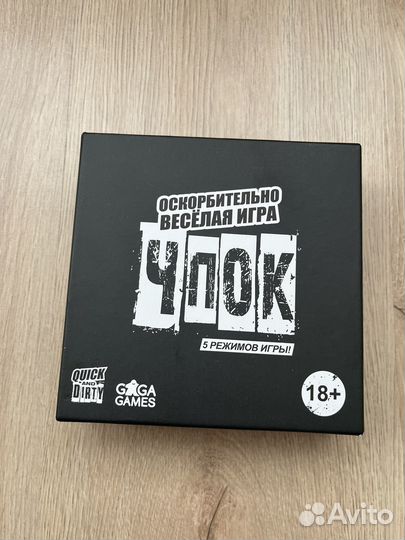 ОСКОРБИТЕЛЬНО
ВЕСЁЛАЯ ИГРА
ЧПОК
5 РЕЖИМОВ ИГРЫ!
QUICK
AND
DIRTY
GAGA
GAMES
18+
Avito